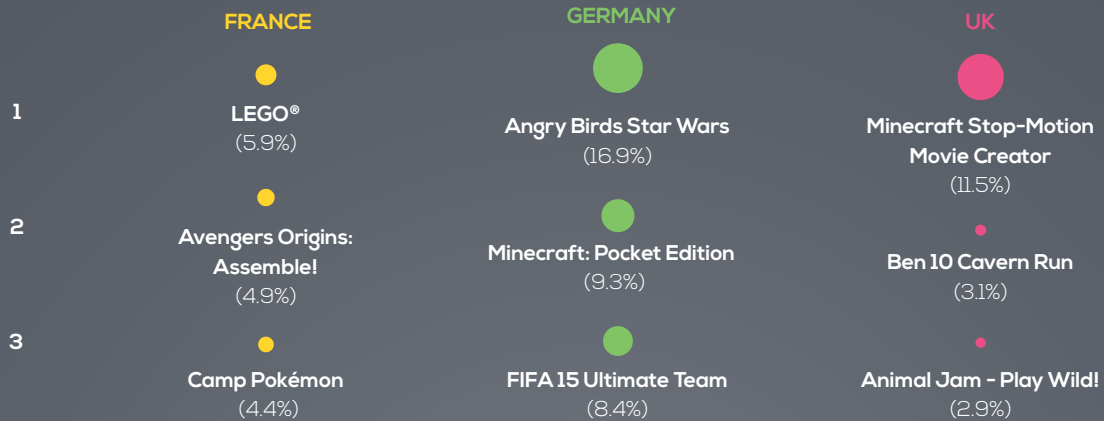 FRANCE
GERMANY
UK
1
LEGO®
(5.9%)
Angry Birds Star Wars
(16.9%)
Minecraft Stop-Motion
Movie Creator
(11.5%)
2
Avengers Origins:
Assemble!
(4.9%)
Minecraft: Pocket Edition
(9.3%)
Ben 10 Cavern Run
(3.1%)
3
Camp Pokémon
(4.4%)
FIFA 15 Ultimate Team
(8.4%)
Animal Jam - Play Wild!
(2.9%)